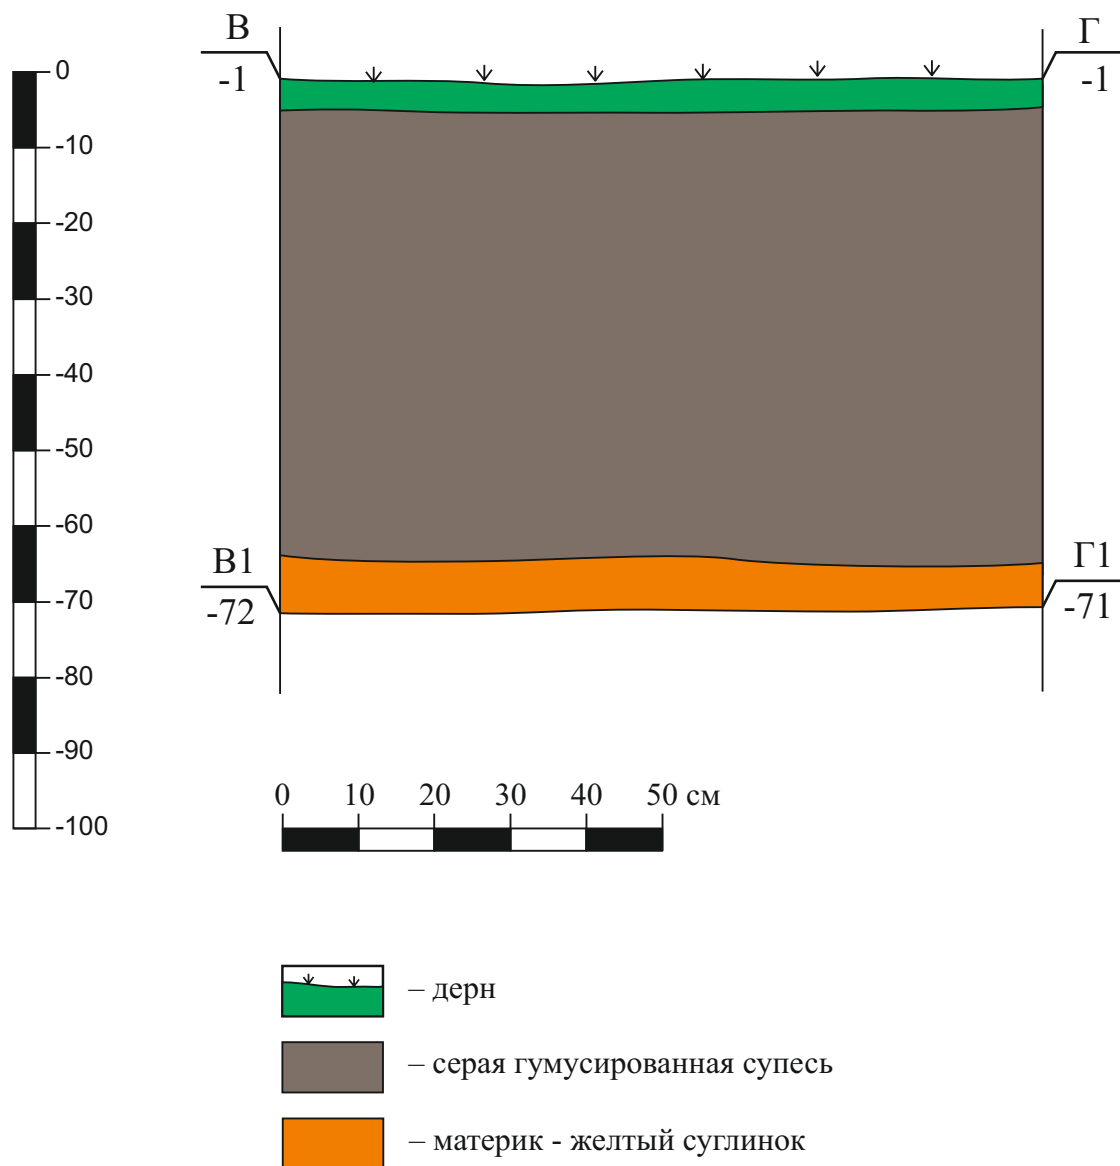 В
Г
-1
-1
0
-10
-20
-30
-40
-50
-60
-70
-80
-90
-100
В1
Г1
-72
-71
0 10 20 30 40 50 см
– дерн
– серая гумусированная супесь
– материк - желтый суглинок